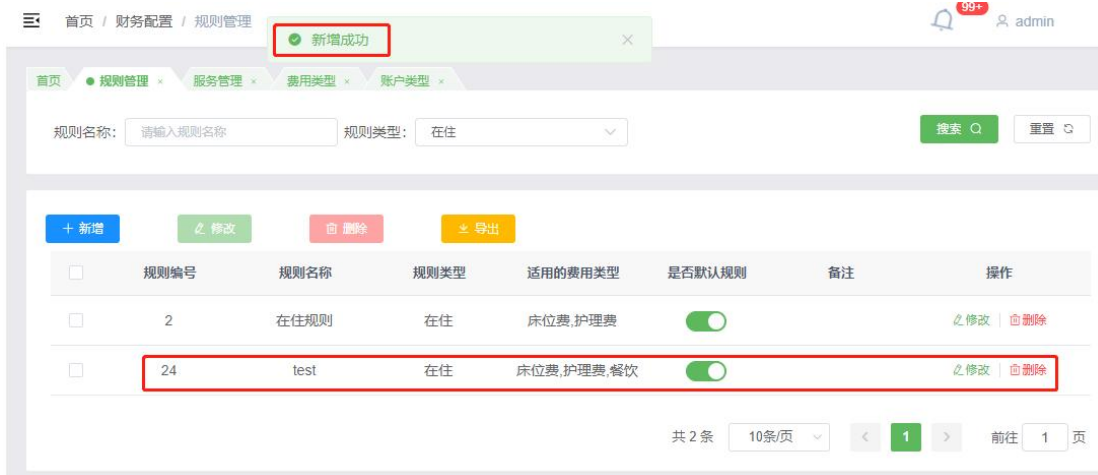 首页 / 财务配置 / 规则管理
新增成功
99+
admin
首页 规则管理 × 服务管理 × 费用类型 × 账户类型 ×
规则名称: 请输入规则名称 规则类型: 在住 搜索 重置
+ 新增 修改 删除 导出
规则编号 规则名称 规则类型 适用的费用类型 是否默认规则 备注 操作
2 在住规则 在住 床位费,护理费 修改 删除
24 test 在住 床位费,护理费,餐饮 修改 删除
共 2 条 10条/页 < 1 > 前往 1 页